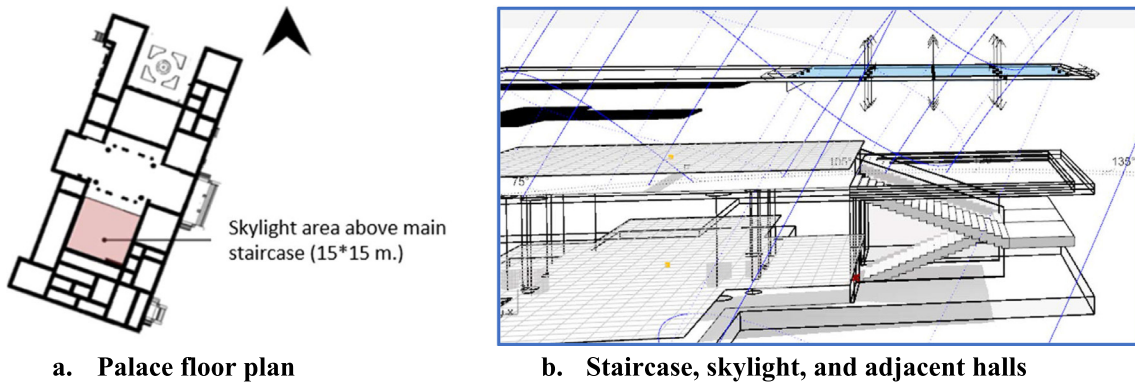 Skylight area above main
staircase (15*15 m.)
75°
105°
135°
a. Palace floor plan
b. Staircase, skylight, and adjacent halls